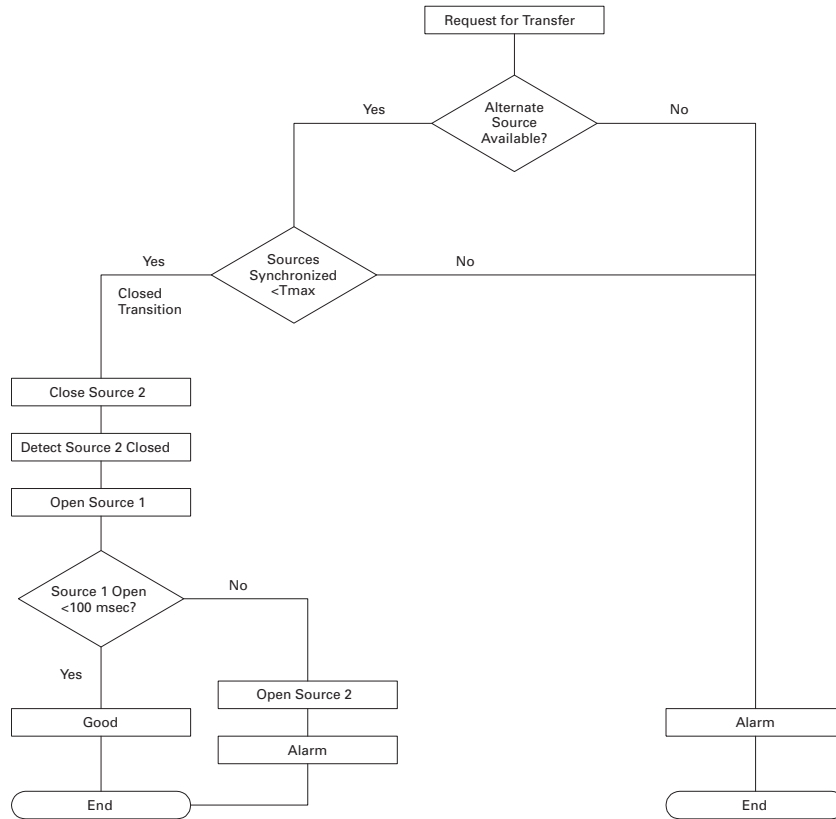 Request for Transfer
Yes
Alternate
Source
Available?
No
Yes
Closed
Transition
Sources
Synchronized
<Tmax
No
Close Source 2
Detect Source 2 Closed
Open Source 1
Source 1 Open
<100 msec?
No
Yes
Open Source 2
Good
Alarm
Alarm
End
End